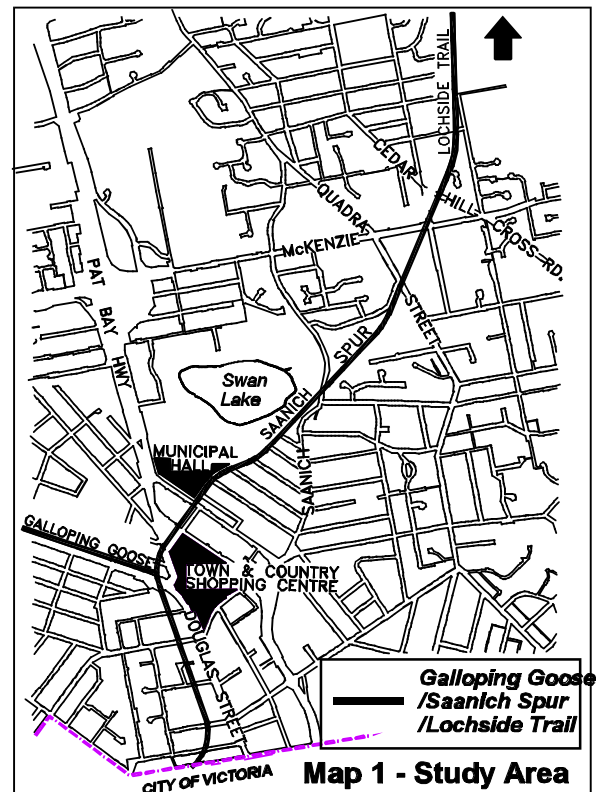 LOCHSIDE TRAIL
CEDAR
HILL
CROSS RD.
QUADRA
McKENZIE
STREET
PAT
BAY
HWY
SPUR
SAANICH
Swan
Lake
MUNICIPAL
HALL
SAANICH
GALLOPING GOOSE
TOWN & COUNTRY
SHOPPING CENTRE
DOUGLAS STREET
Galloping Goose
/Saanich Spur
/Lochside Trail
CITY OF VICTORIA
Map 1 - Study Area